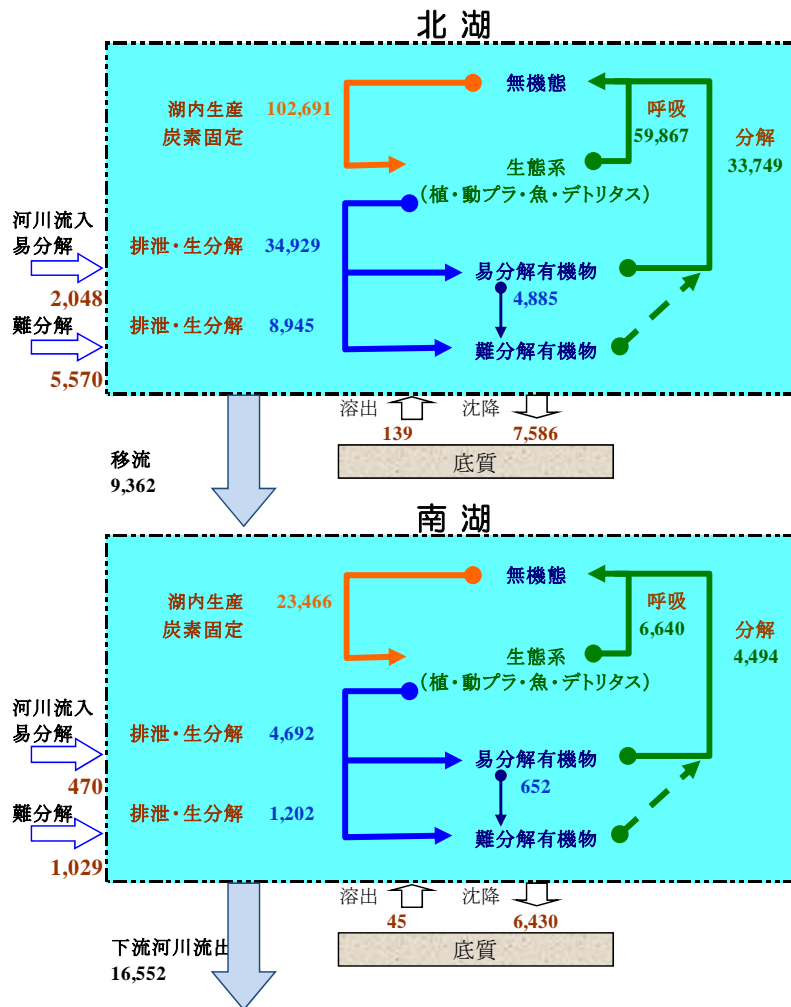 北 湖
無機態
湖内生産 102,691
炭素固定
呼吸
59,867
分解
33,749
生態系
(植・動プラ・魚・デトリタス)
河川流入
易分解
2,048
排泄・生分解 34,929
易分解有機物
4,885
難分解
5,570
排泄・生分解 8,945
難分解有機物
溶出
139
沈降
7,586
底質
移流
9,362
南 湖
無機態
湖内生産 23,466
炭素固定
呼吸
6,640
分解
4,494
生態系
(植・動プラ・魚・デトリタス)
河川流入
易分解
470
排泄・生分解 4,692
易分解有機物
652
難分解
1,029
排泄・生分解 1,202
難分解有機物
溶出
45
沈降
6,430
底質
下流河川流出
16,552